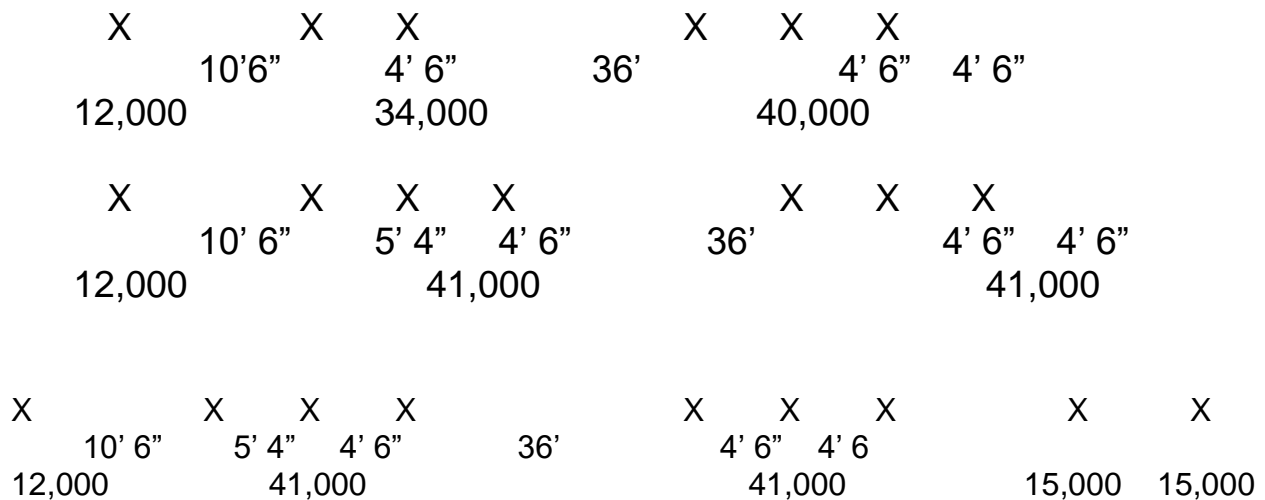 X X X X X X
10’6” 4’ 6” 36’ 4’ 6” 4’ 6”
12,000 34,000 40,000
X X X X X X X
10’ 6” 5’ 4” 4’ 6” 36’ 4’ 6” 4’ 6”
12,000 41,000 41,000
X X X X X X X X X
10’ 6” 5’ 4” 4’ 6” 36’ 4’ 6” 4’ 6
12,000 41,000 41,000 15,000 15,000